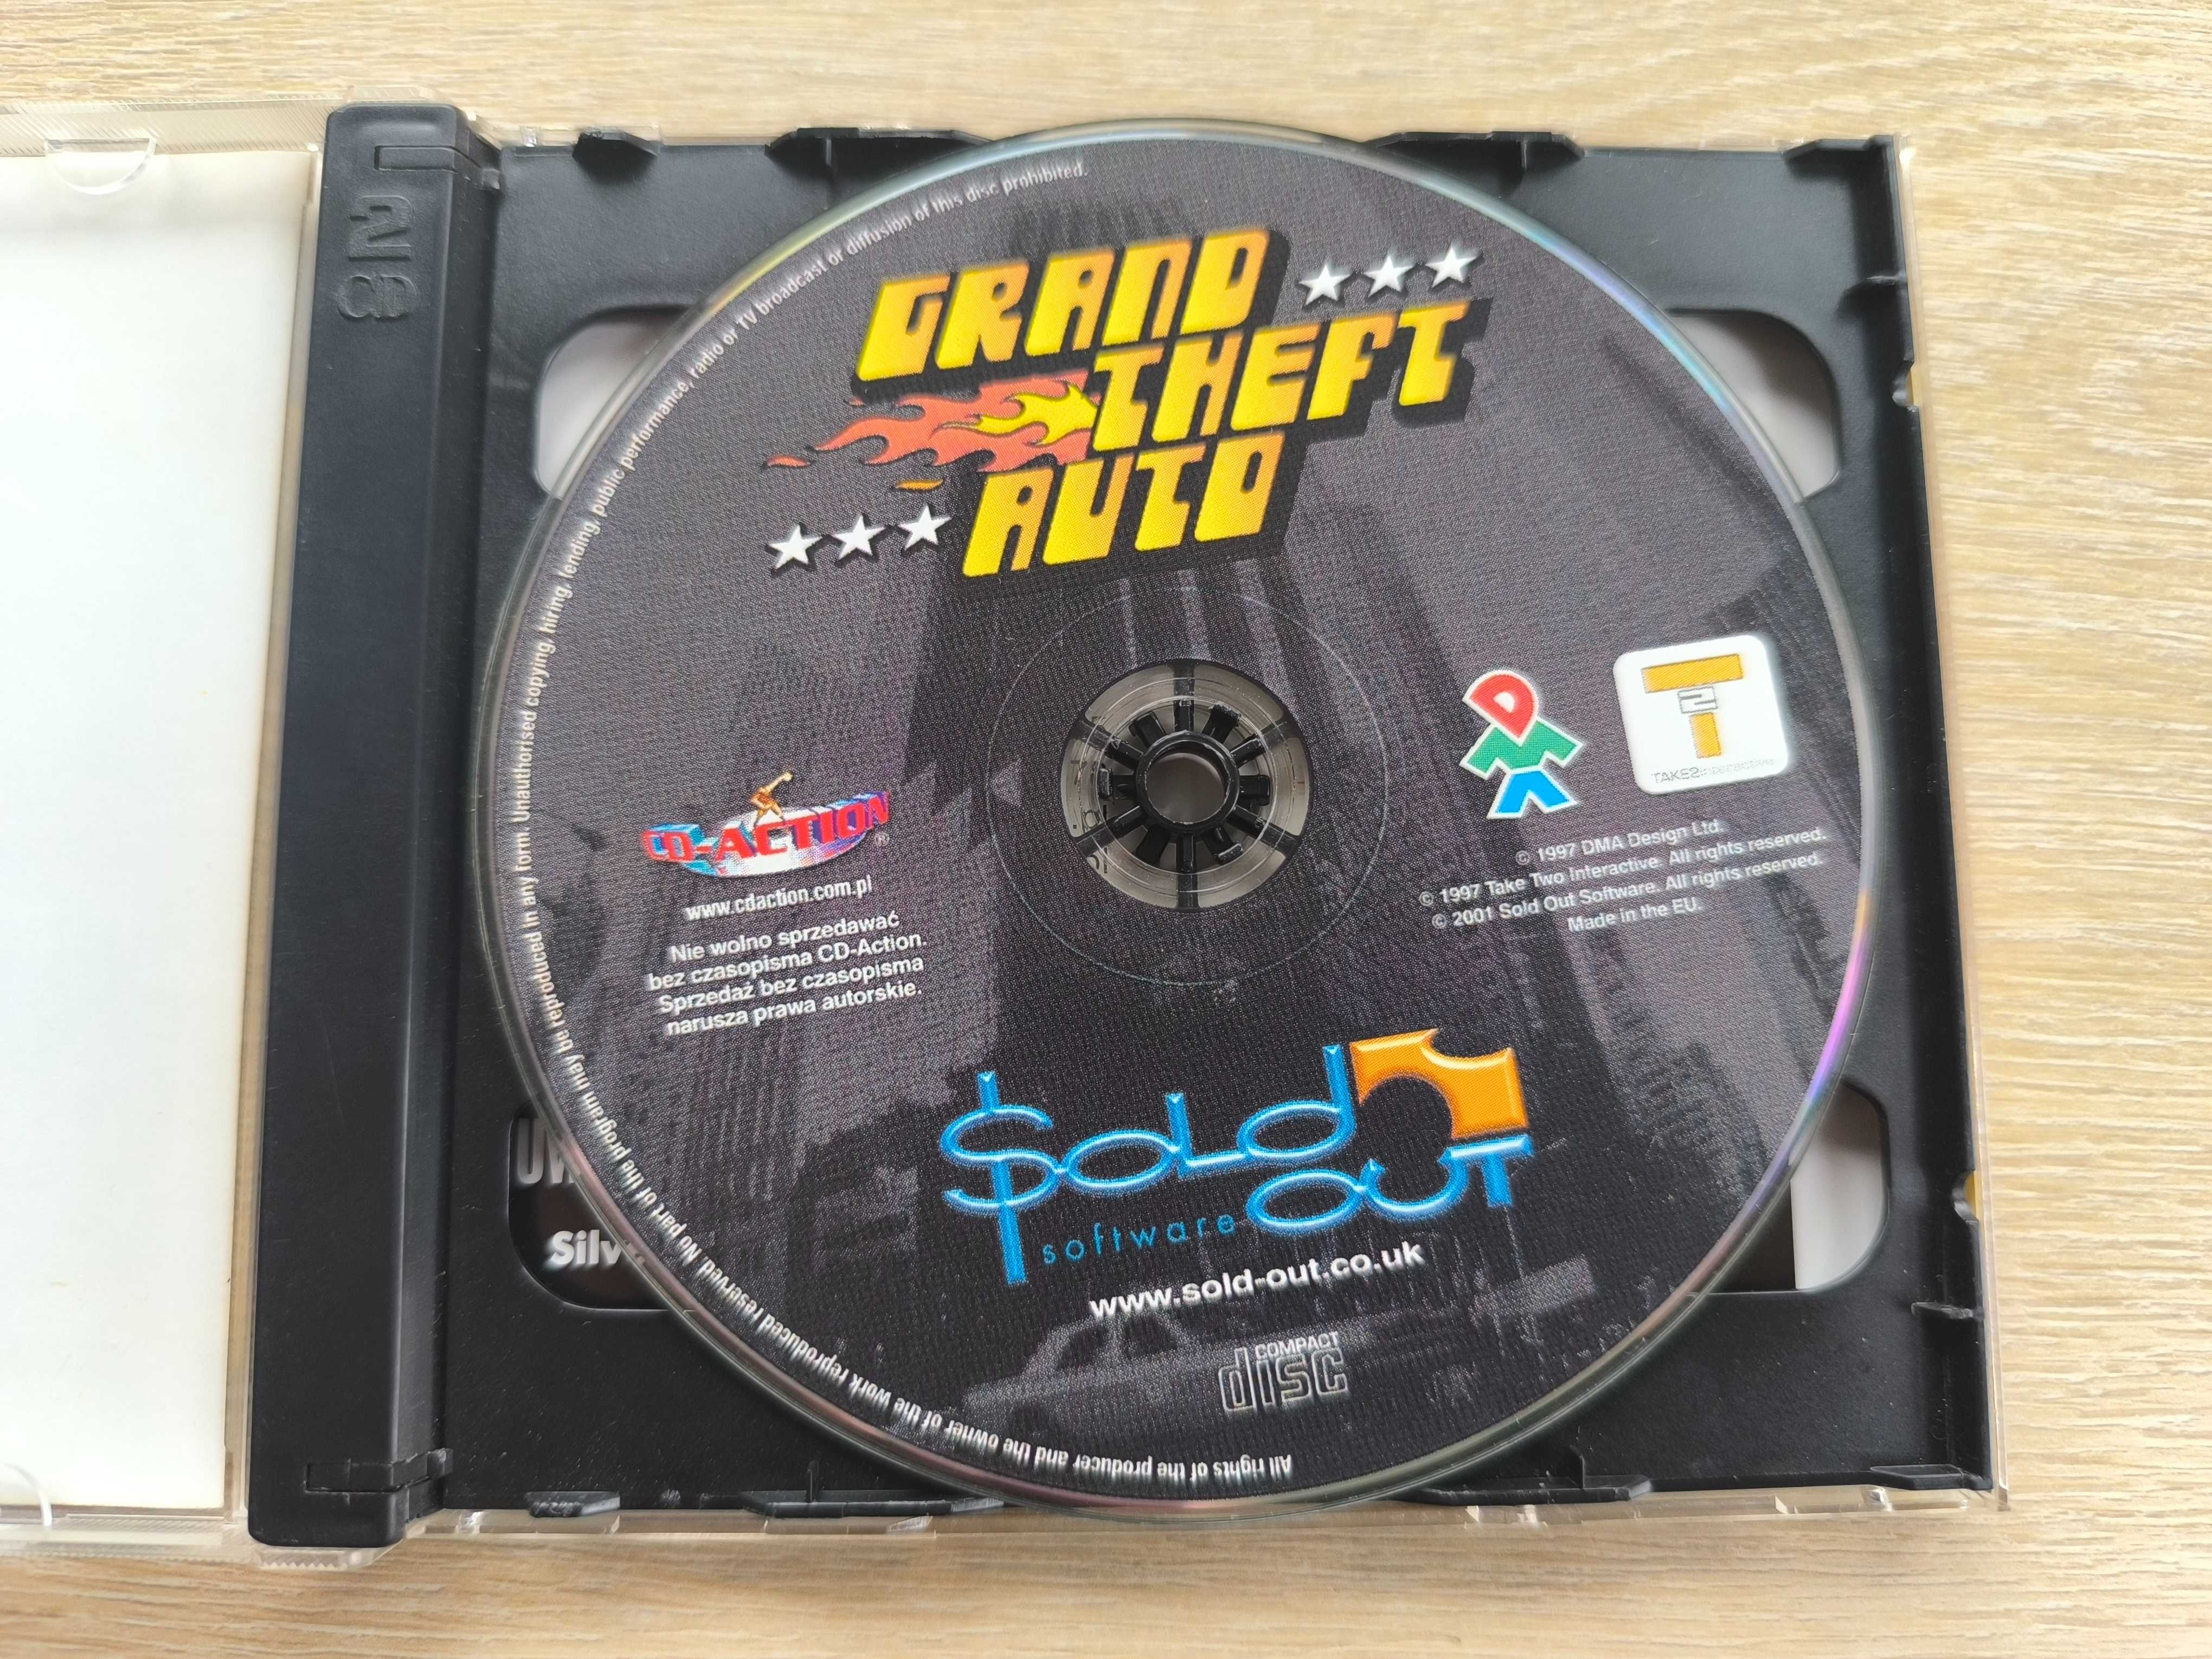 GRAND
THEFT
AUTO
DMA
T2
TAKE2 interactive
CD-ACTION®
www.cdaction.com.pl
Nie wolno sprzedawać
bez czasopisma CD-Action.
Sprzedaż bez czasopisma
narusza prawa autorskie.
© 1997 DMA Design Ltd.
© 1997 Take Two Interactive. All rights reserved.
© 2001 Sold Out Software. All rights reserved.
Made in the EU.
SOLD
OUT
software
www.sold-out.co.uk
COMPACT
disc
All rights of the producer and the owner of the work reproduced reserved. No part of the program may be reproduced in any form. Unauthorised copying, hiring, lending, public performance, radio or TV broadcast or diffusion of this disc prohibited.
2
CD